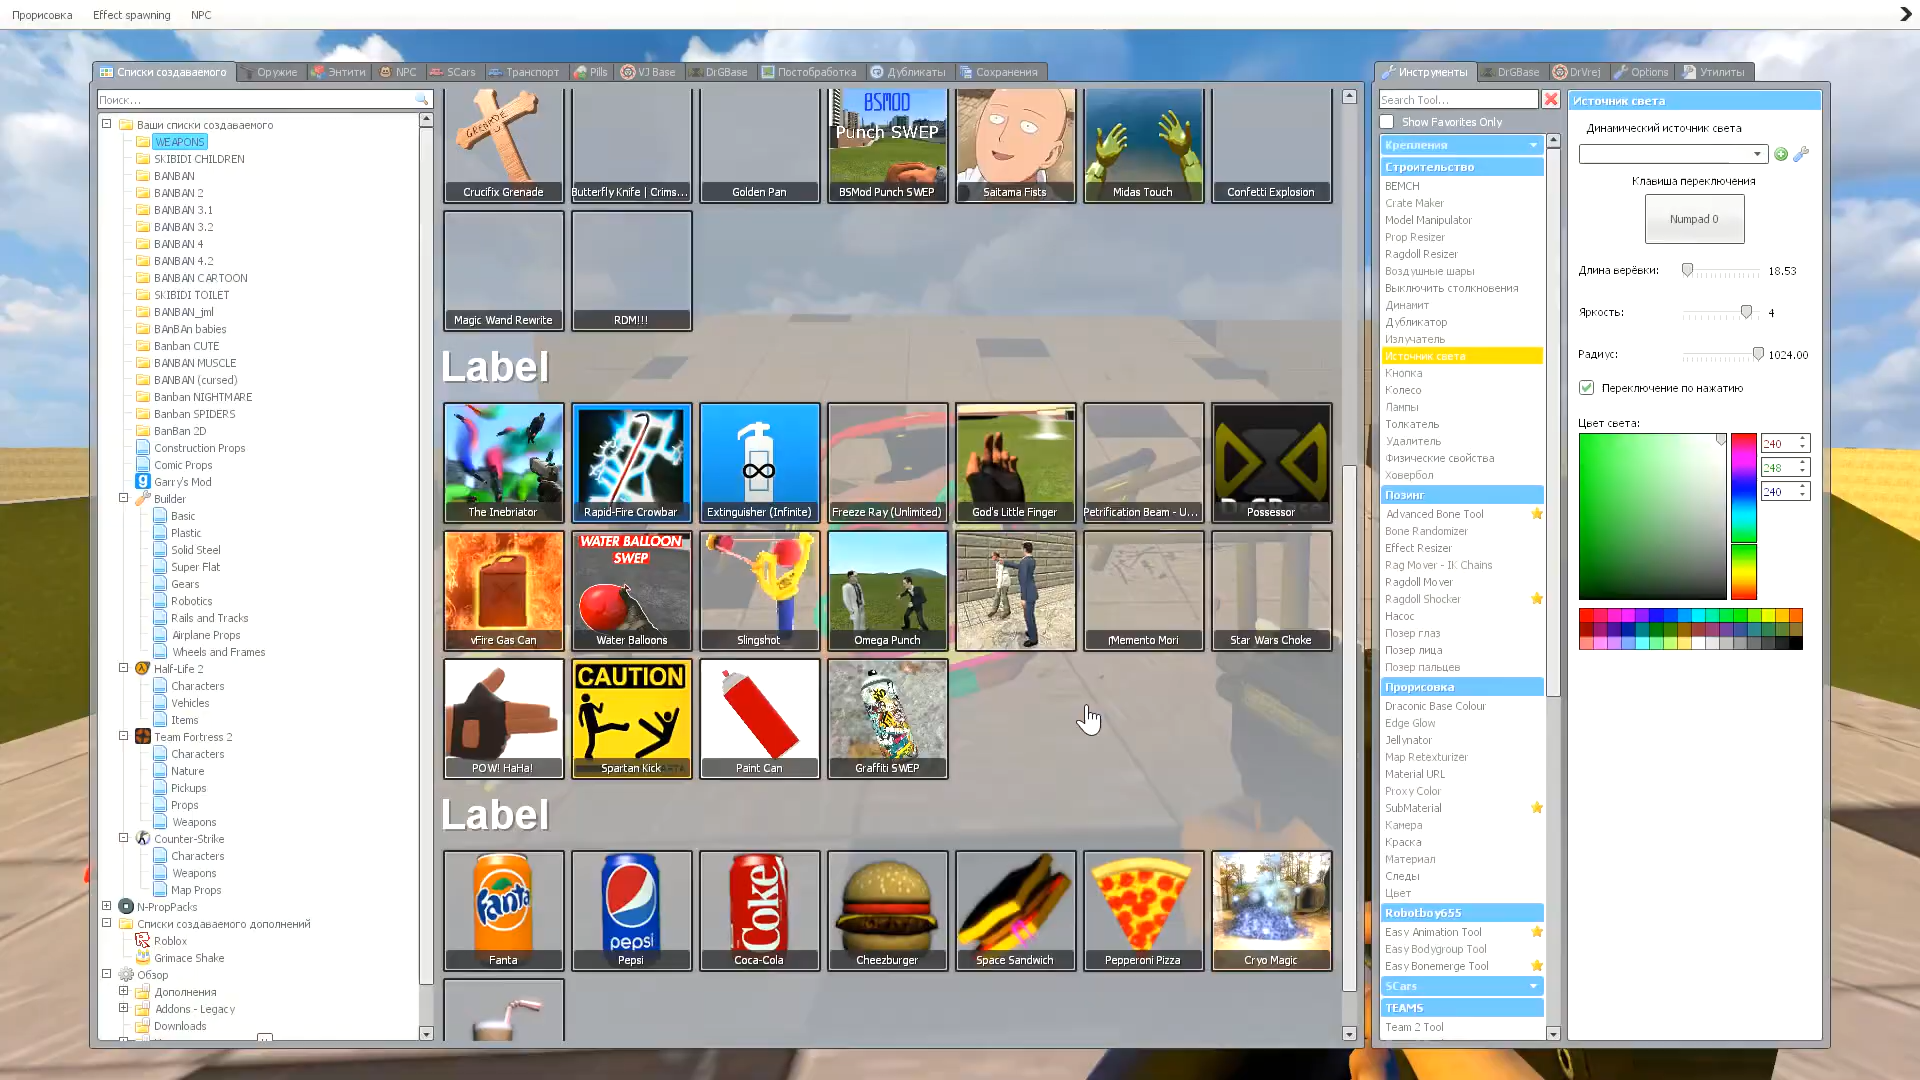 Прорисовка
Effect spawning
NPC
Списки создаваемого
Оружие
Энтити
NPC
SCars
Транспорт
Pills
VJ Base
DrGBase
Постобработка
Дубликаты
Сохранения
Инструменты
DrGBase
DrVrej
Options
Утилиты
Поиск...
Ваши списки создаваемого
WEAPONS
SKIBIDI CHILDREN
BANBAN
BANBAN 2
BANBAN 3.1
BANBAN 3.2
BANBAN 4
BANBAN 4.2
BANBAN CARTOON
SKIBIDI TOILET
BANBAN_jml
BAnBAn babies
Banban CUTE
BANBAN MUSCLE
BANBAN (cursed)
Banban NIGHTMARE
Banban SPIDERS
BanBan 2D
Construction Props
Comic Props
Garry's Mod
Builder
Basic
Plastic
Solid Steel
Super Flat
Gears
Robotics
Rails and Tracks
Airplane Props
Wheels and Frames
Half-Life 2
Characters
Vehicles
Items
Team Fortress 2
Characters
Nature
Pickups
Props
Weapons
Counter-Strike
Characters
Weapons
Map Props
N-PropPacks
Списки создаваемого дополнений
Roblox
Grimace Shake
Обзор
Дополнения
Addons - Legacy
Downloads
GRENADE
Crucifix Grenade
Butterfly Knife | Crims...
Golden Pan
BSMOD
Punch SWEP
BSMod Punch SWEP
Saitama Fists
Midas Touch
Confetti Explosion
Magic Wand Rewrite
RDM!!!
Label
The Inebriator
Rapid-Fire Crowbar
Extinguisher (Infinite)
Freeze Ray (Unlimited)
God's Little Finger
Petrification Beam - U...
Possessor
vFire Gas Can
WATER BALLOON
SWEP
Water Balloons
Slingshot
Omega Punch
Memento Mori
Star Wars Choke
POW! HaHa!
CAUTION
Spartan Kick
Paint Can
Graffiti SWEP
Label
Fanta
Fanta
pepsi
Pepsi
Coke
Coca-Cola
Cheezburger
Space Sandwich
Pepperoni Pizza
Cryo Magic
Search Tool...
Show Favorites Only
Крепления
Строительство
BEMCH
Crate Maker
Model Manipulator
Prop Resizer
Ragdoll Resizer
Воздушные шары
Выключить столкновения
Динамит
Дубликатор
Излучатель
Источник света
Кнопка
Колесо
Лампы
Толкатель
Удалитель
Физические свойства
Ховербол
Позинг
Advanced Bone Tool
Bone Randomizer
Effect Resizer
Rag Mover - IK Chains
Ragdoll Mover
Ragdoll Shocker
Насос
Позер глаз
Позер лица
Позер пальцев
Прорисовка
Draconic Base Colour
Edge Glow
Jellynator
Map Retexturizer
Material URL
Proxy Color
SubMaterial
Камера
Краска
Материал
Следы
Цвет
Robotboy655
Easy Animation Tool
Easy Bodygroup Tool
Easy Bonemerge Tool
SCars
TEAMS
Team 2 Tool
Источник света
Динамический источник света
Клавиша переключения
Numpad 0
Длина верёвки:
18.53
Яркость:
4
Радиус:
1024.00
Переключение по нажатию
Цвет света:
240
248
240